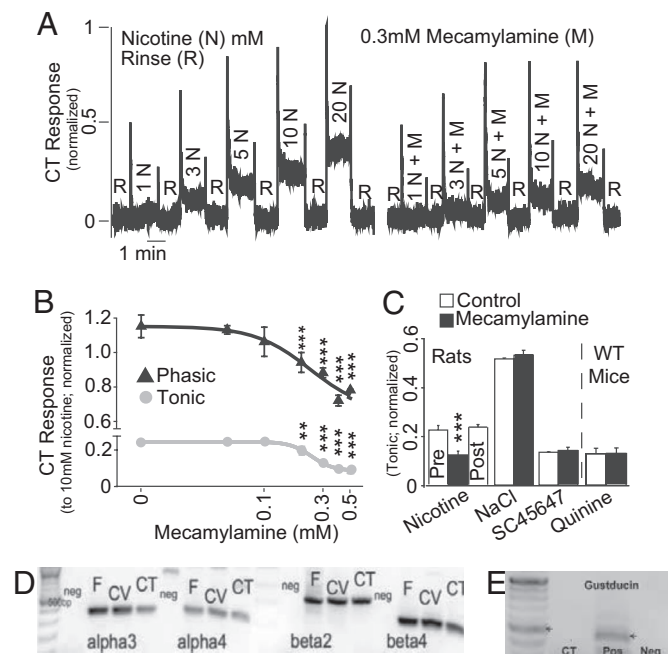 A
Nicotine (N) mM
Rinse (R)
0.3mM Mecamylamine (M)
CT Response
(normalized)
1
0.5
0
R 1 N R 3 N R 5 N R 10 N R 20 N R
R 1 N + M R 3 N + M R 5 N + M R 10 N + M R 20 N + M R
1 min
B
CT Response
(to 10mM nicotine; normalized)
1.2
1.0
0.8
0.6
0.2
0
Phasic
Tonic
*** *** *** ***
** *** *** ***
0 0.1 0.3 0.5
Mecamylamine (mM)
C
Control
Mecamylamine
(Tonic; normalized)
0.6
0.4
0.2
0
Rats
WT
Mice
Pre
***
Post
Nicotine
NaCl
SC45647
Quinine
D
neg F CV CT neg F CV CT neg F CV CT F CV CT
alpha3 alpha4 beta2 beta4
E
Gustducin
CT Pos Neg